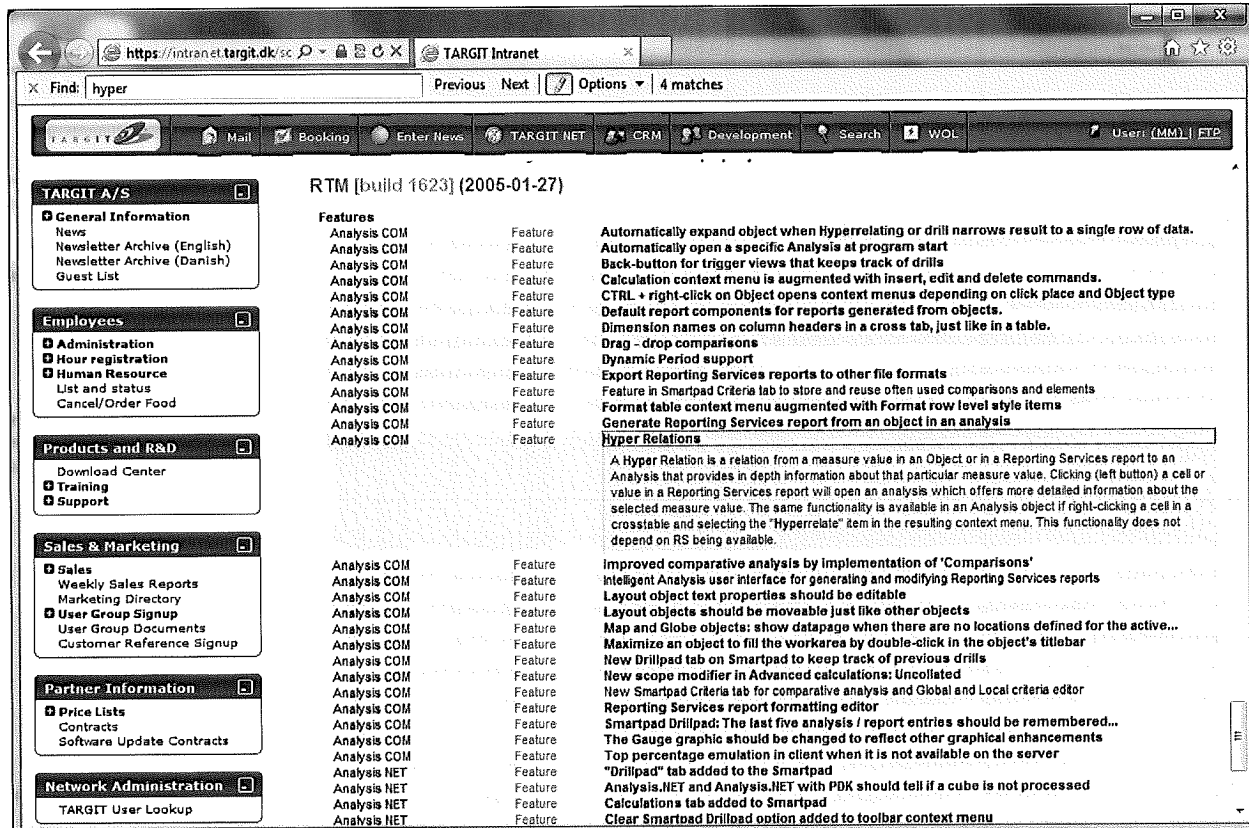 https://intranet.targit.dk/sc
TARGIT Intranet
× Find: hyper Previous Next Options 4 matches
TARGIT Mail Booking Enter News TARGIT NET CRM Development Search WOL User: (MM) | FTP
TARGIT A/S
General Information
News
Newsletter Archive (English)
Newsletter Archive (Danish)
Guest List
Employees
Administration
Hour registration
Human Resource
List and status
Cancel/Order Food
Products and R&D
Download Center
Training
Support
Sales & Marketing
Sales
Weekly Sales Reports
Marketing Directory
User Group Signup
User Group Documents
Customer Reference Signup
Partner Information
Price Lists
Contracts
Software Update Contracts
Network Administration
TARGIT User Lookup
RTM [build 1623] (2005-01-27)
Features
Analysis COM Feature Automatically expand object when Hyperrelating or drill narrows result to a single row of data.
Analysis COM Feature Automatically open a specific Analysis at program start
Analysis COM Feature Back-button for trigger views that keeps track of drills
Analysis COM Feature Calculation context menu is augmented with insert, edit and delete commands.
Analysis COM Feature CTRL + right-click on Object opens context menus depending on click place and Object type
Analysis COM Feature Default report components for reports generated from objects.
Analysis COM Feature Dimension names on column headers in a cross tab, just like in a table.
Analysis COM Feature Drag - drop comparisons
Analysis COM Feature Dynamic Period support
Analysis COM Feature Export Reporting Services reports to other file formats
Analysis COM Feature Feature in Smartpad Criteria tab to store and reuse often used comparisons and elements
Analysis COM Feature Format table context menu augmented with Format row level style items
Analysis COM Feature Generate Reporting Services report from an object in an analysis
Analysis COM Feature Hyper Relations
A Hyper Relation is a relation from a measure value in an Object or in a Reporting Services report to an
Analysis that provides in depth information about that particular measure value. Clicking (left button) a cell or
value in a Reporting Services report will open an analysis which offers more detailed information about the
selected measure value. The same functionality is available in an Analysis object if right-clicking a cell in a
crosstable and selecting the "Hyperrelate" item in the resulting context menu. This functionality does not
depend on RS being available.
Analysis COM Feature Improved comparative analysis by implementation of 'Comparisons'
Analysis COM Feature Intelligent Analysis user interface for generating and modifying Reporting Services reports
Analysis COM Feature Layout object text properties should be editable
Analysis COM Feature Layout objects should be moveable just like other objects
Analysis COM Feature Map and Globe objects: show datapage when there are no locations defined for the active...
Analysis COM Feature Maximize an object to fill the workarea by double-click in the object's titlebar
Analysis COM Feature New Drillpad tab on Smartpad to keep track of previous drills
Analysis COM Feature New scope modifier in Advanced calculations: Uncollated
Analysis COM Feature New Smartpad Criteria tab for comparative analysis and Global and Local criteria editor
Analysis COM Feature Reporting Services report formatting editor
Analysis COM Feature Smartpad Drillpad: The last five analysis / report entries should be remembered...
Analysis COM Feature The Gauge graphic should be changed to reflect other graphical enhancements
Analysis COM Feature Top percentage emulation in client when it is not available on the server
Analysis NET Feature "Drillpad" tab added to the Smartpad
Analysis NET Feature Analysis.NET and Analysis.NET with PDK should tell if a cube is not processed
Analysis NET Feature Calculations tab added to Smartpad
Analysis NET Feature Clear Smartpad Drillpad option added to toolbar context menu